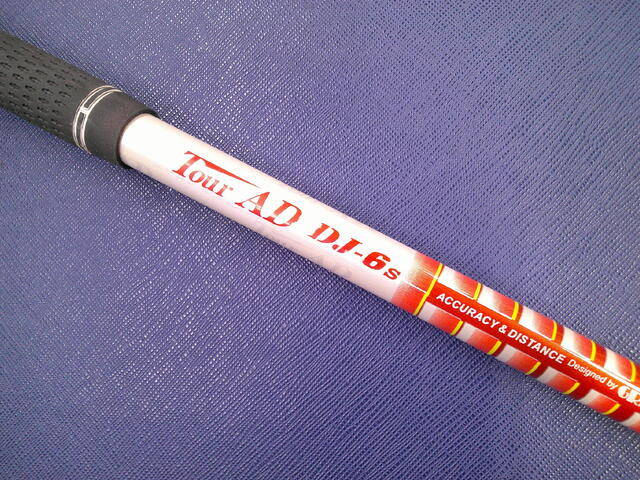 Tour AD DJ-6s
ACCURACY & DISTANCE Designed by